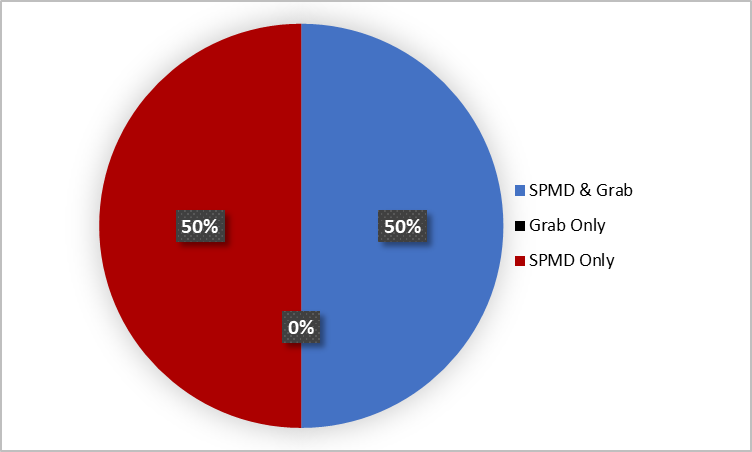 50%
50%
0%
SPMD & Grab
Grab Only
SPMD Only